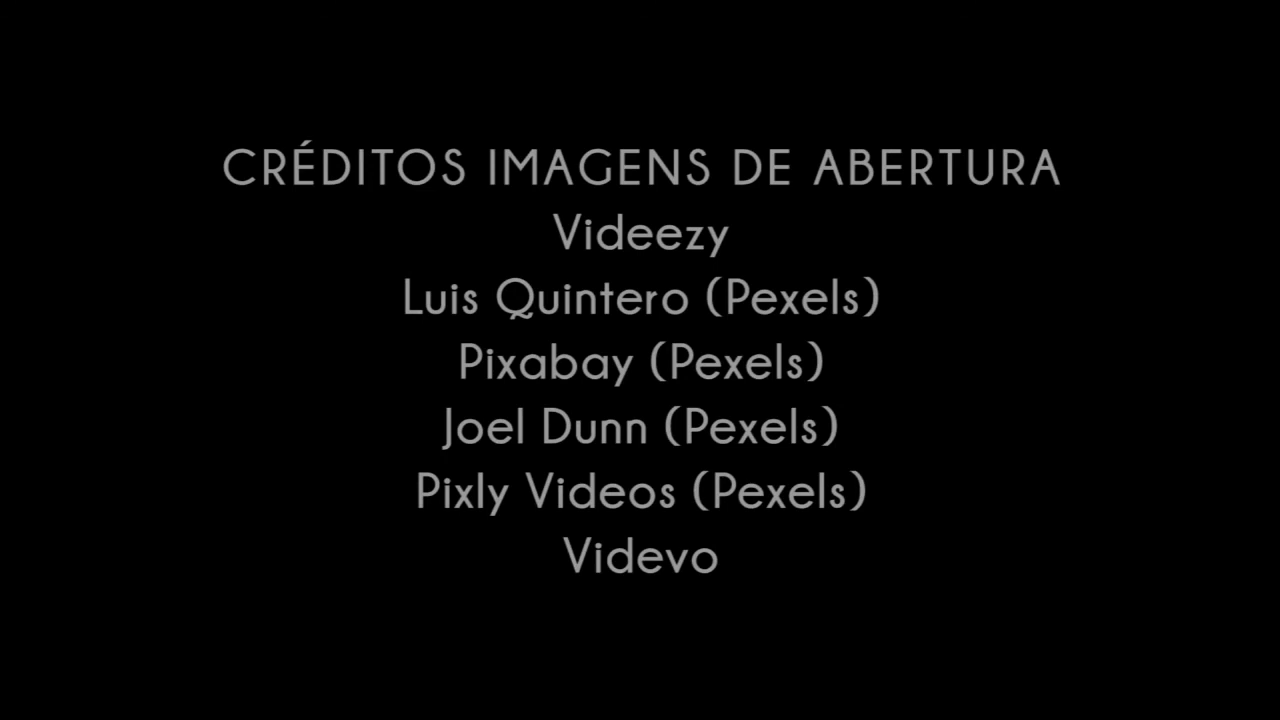 CRÉDITOS IMAGENS DE ABERTURA
Videezy
Luis Quintero (Pexels)
Pixabay (Pexels)
Joel Dunn (Pexels)
Pixly Videos (Pexels)
Videvo